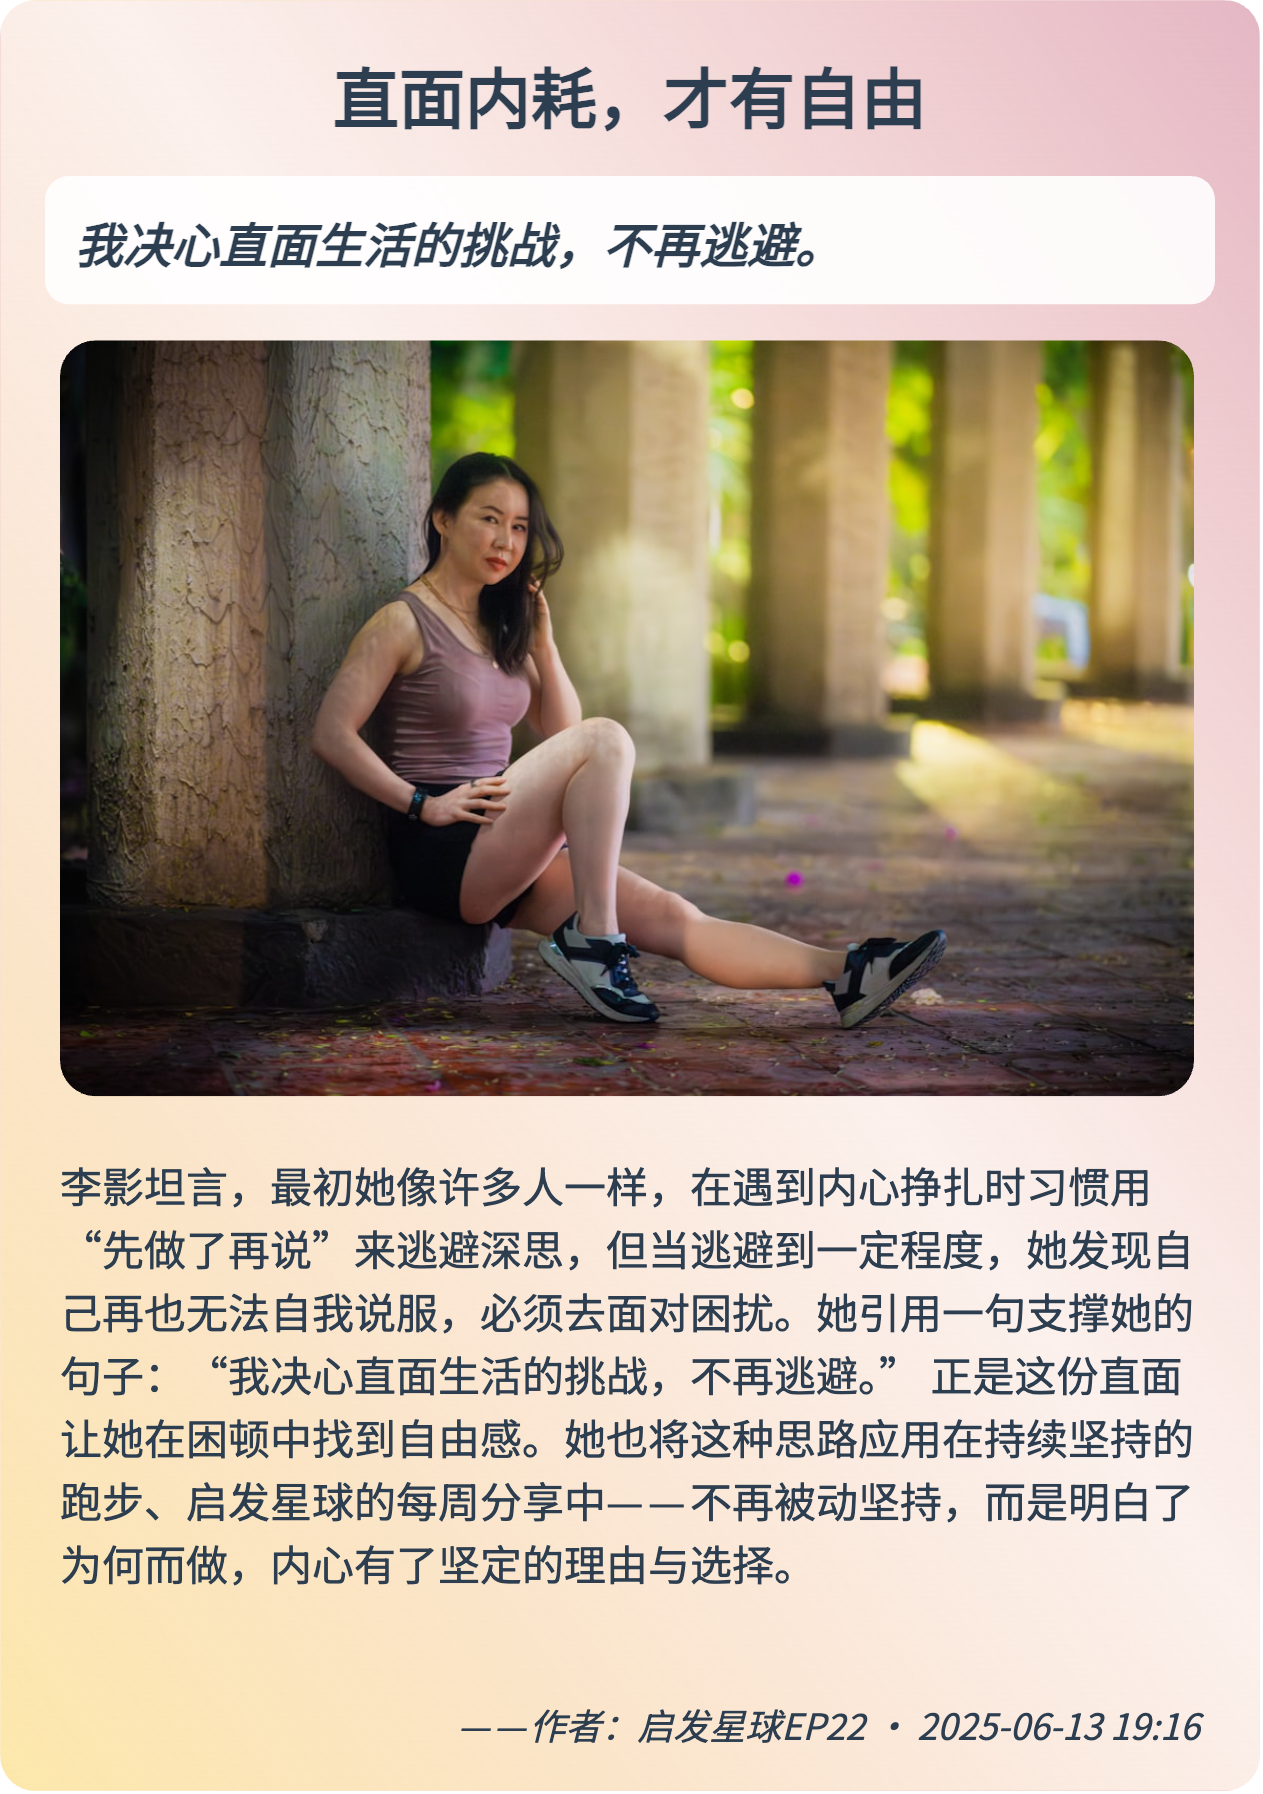 直面内耗，才有自由
我决心直面生活的挑战，不再逃避。
李影坦言，最初她像许多人一样，在遇到内心挣扎时习惯用
“先做了再说”来逃避深思，但当逃避到一定程度，她发现自
己再也无法自我说服，必须去面对困扰。她引用一句支撑她的
句子：“我决心直面生活的挑战，不再逃避。” 正是这份直面
让她在困顿中找到自由感。她也将这种思路应用在持续坚持的
跑步、启发星球的每周分享中——不再被动坚持，而是明白了
为何而做，内心有了坚定的理由与选择。
——作者：启发星球EP22 • 2025-06-13 19:16